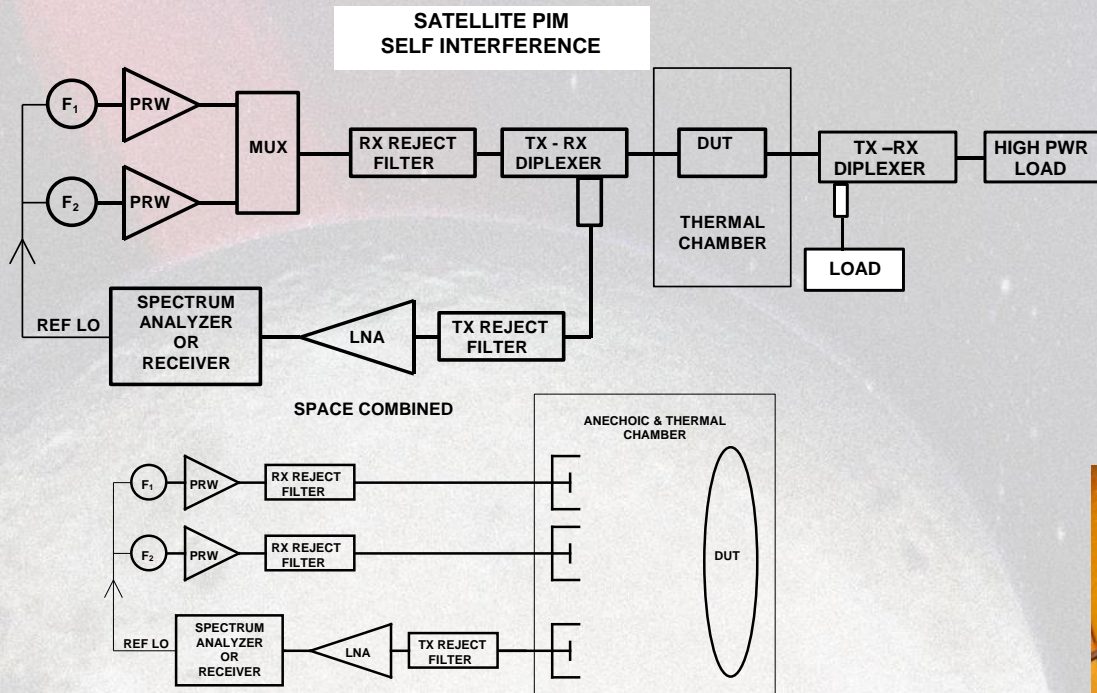 SATELLITE PIM
SELF INTERFERENCE
F1
PRW
MUX
RX REJECT
FILTER
TX - RX
DIPLEXER
DUT
TX –RX
DIPLEXER
HIGH PWR
LOAD
F2
PRW
THERMAL
CHAMBER
LOAD
REF LO
SPECTRUM
ANALYZER
OR
RECEIVER
LNA
TX REJECT
FILTER
SPACE COMBINED
ANECHOIC & THERMAL
CHAMBER
F1
PRW
RX REJECT
FILTER
F2
PRW
RX REJECT
FILTER
DUT
REF LO
SPECTRUM
ANALYZER
OR
RECEIVER
LNA
TX REJECT
FILTER